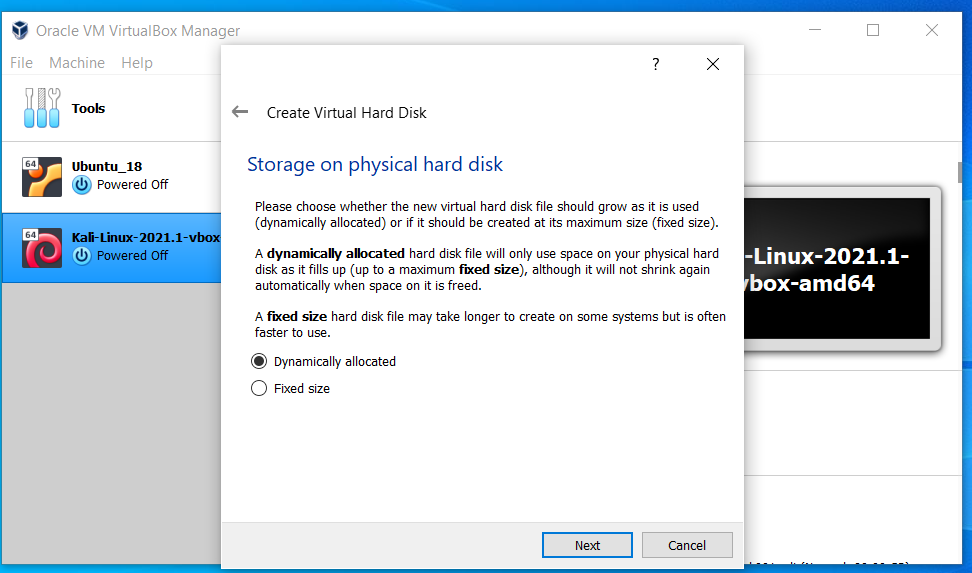 Oracle VM VirtualBox Manager
File Machine Help
?
Create Virtual Hard Disk
Tools
Storage on physical hard disk
64
Ubuntu_18
Powered Off
Please choose whether the new virtual hard disk file should grow as it is used
(dynamically allocated) or if it should be created at its maximum size (fixed size).
64
Kali-Linux-2021.1-vbox
Powered Off
A dynamically allocated hard disk file will only use space on your physical hard
disk as it fills up (up to a maximum fixed size), although it will not shrink again
automatically when space on it is freed.
-Linux-2021.1-
vbox-amd64
A fixed size hard disk file may take longer to create on some systems but is often
faster to use.
Dynamically allocated
Fixed size
Next Cancel